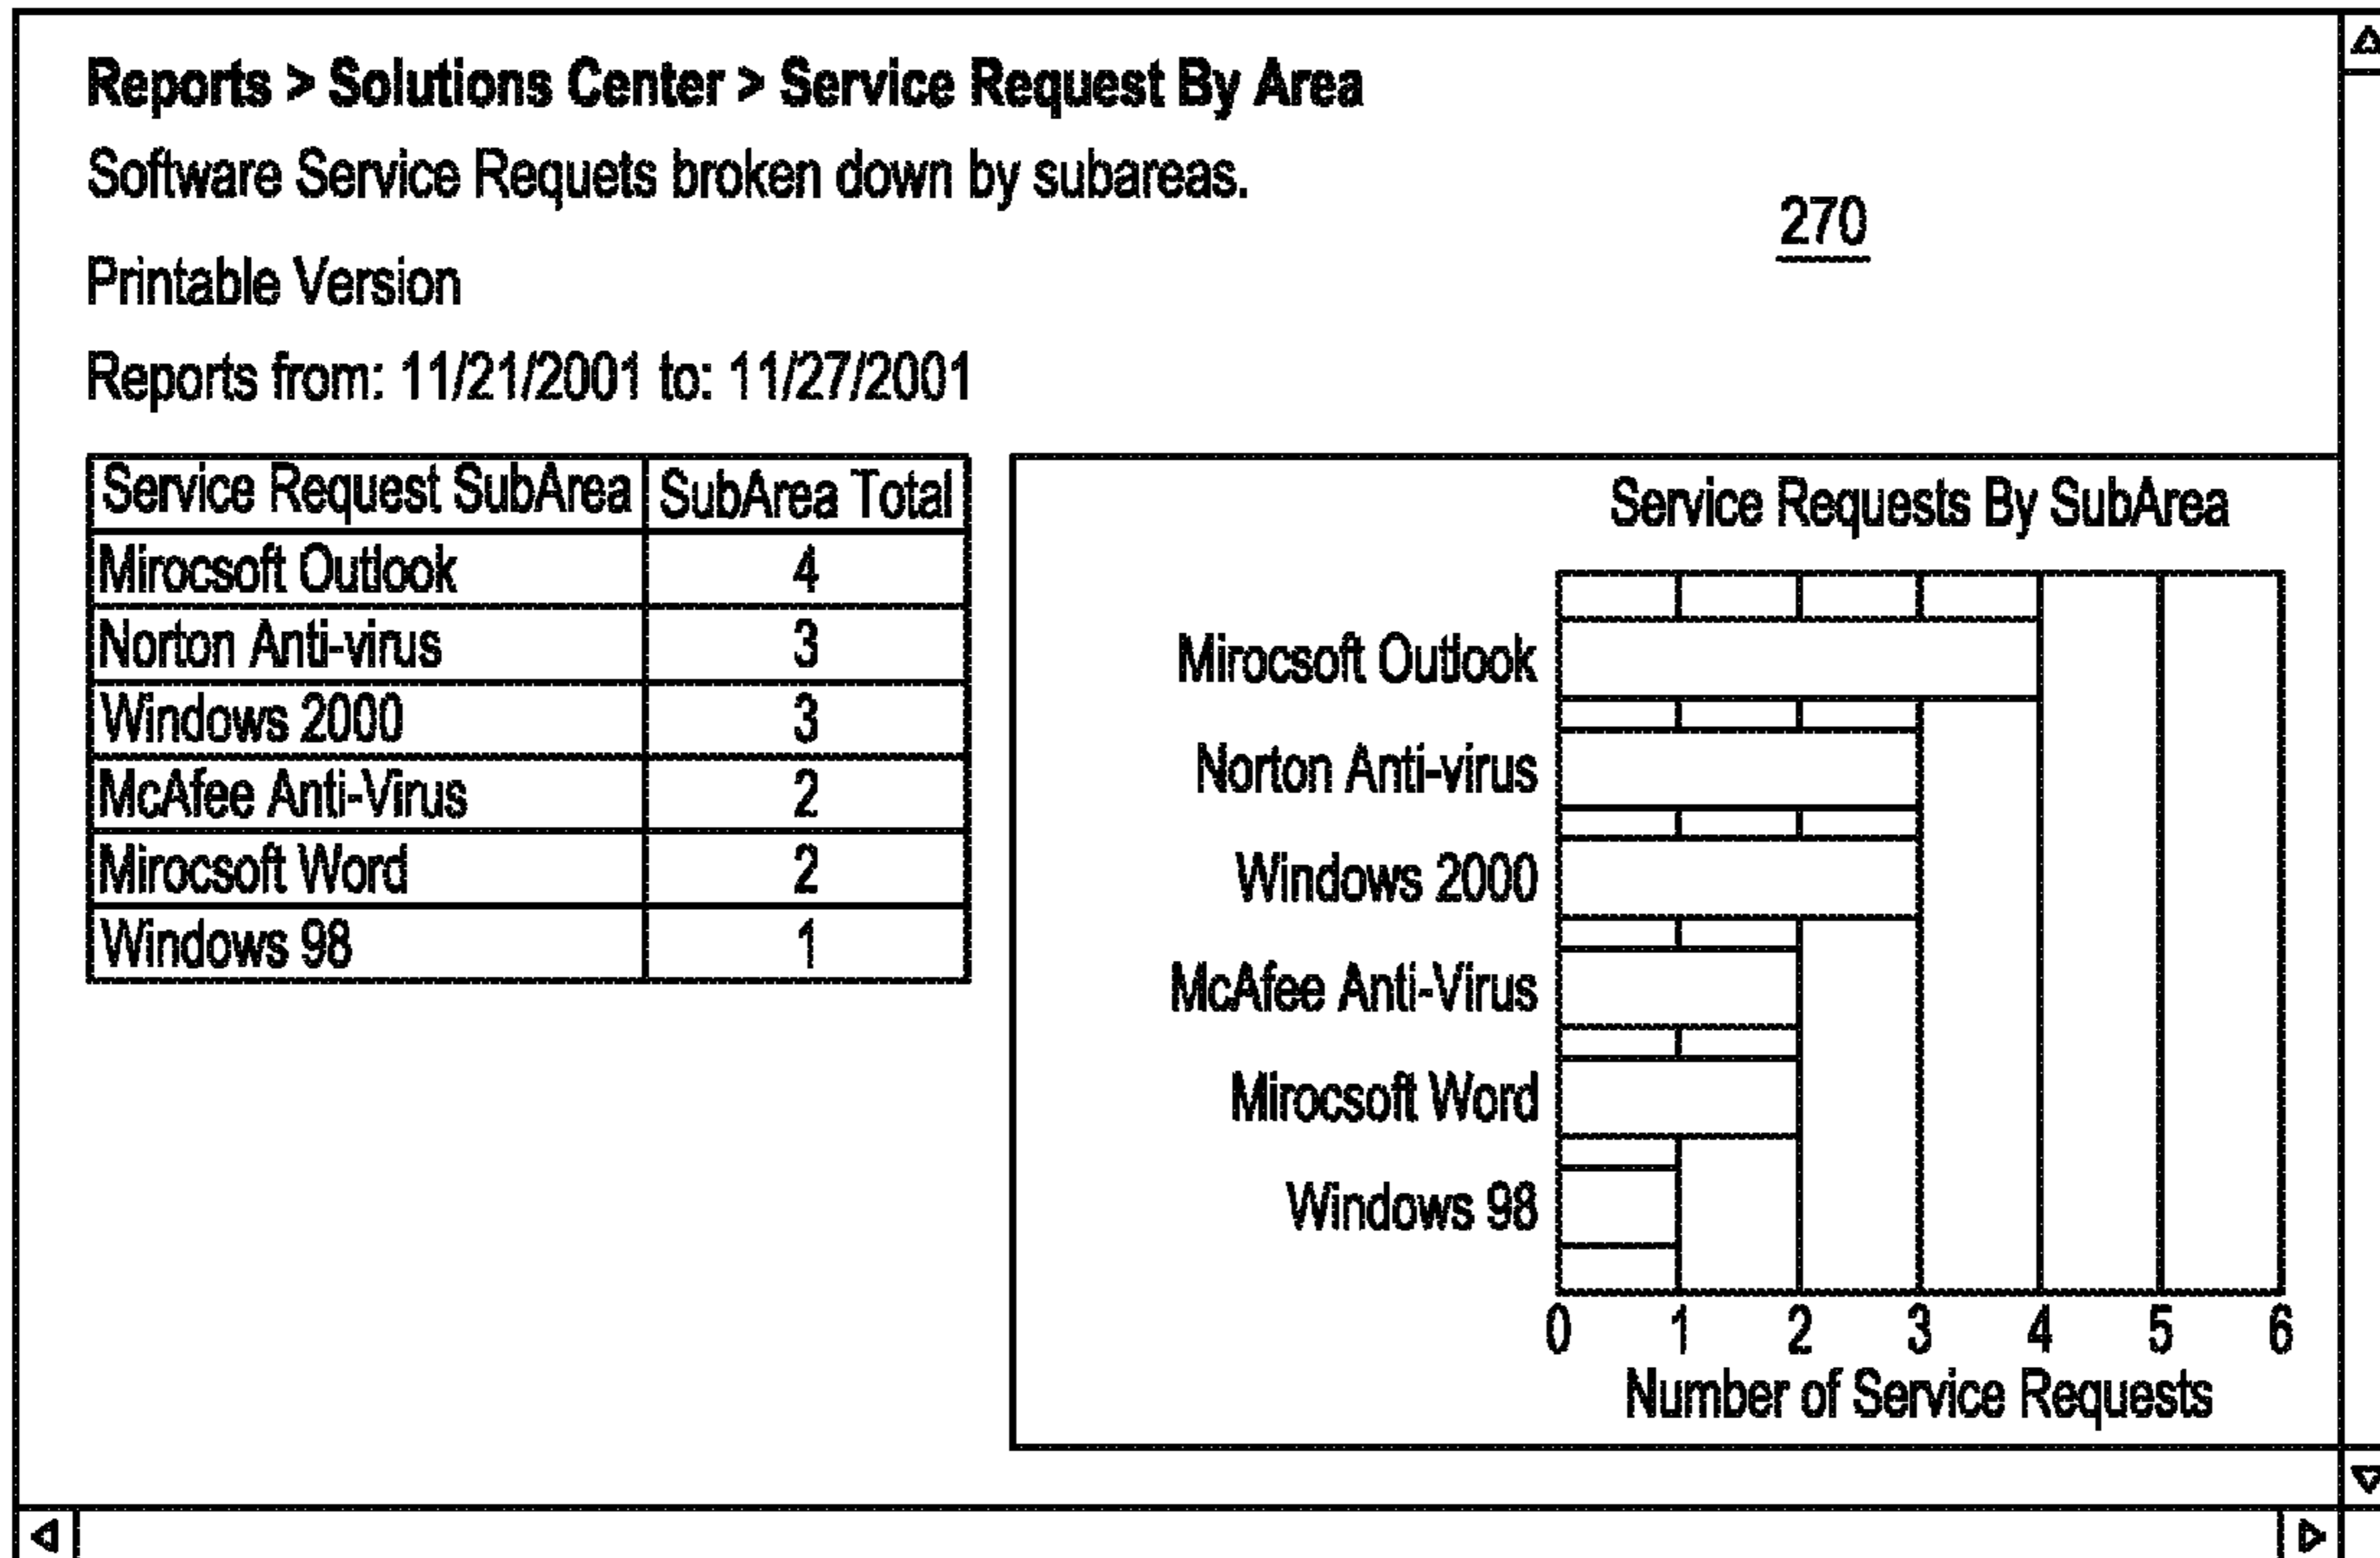 Reports > Solutions Center > Service Request By Area
Software Service Requets broken down by subareas.
270
Printable Version
Reports from: 11/21/2001 to: 11/27/2001
Service Request SubArea SubArea Total
Mirocsoft Outlook 4
Norton Anti-virus 3
Windows 2000 3
McAfee Anti-Virus 2
Mirocsoft Word 2
Windows 98 1
Service Requests By SubArea
Mirocsoft Outlook
Norton Anti-virus
Windows 2000
McAfee Anti-Virus
Mirocsoft Word
Windows 98
0 1 2 3 4 5 6
Number of Service Requests